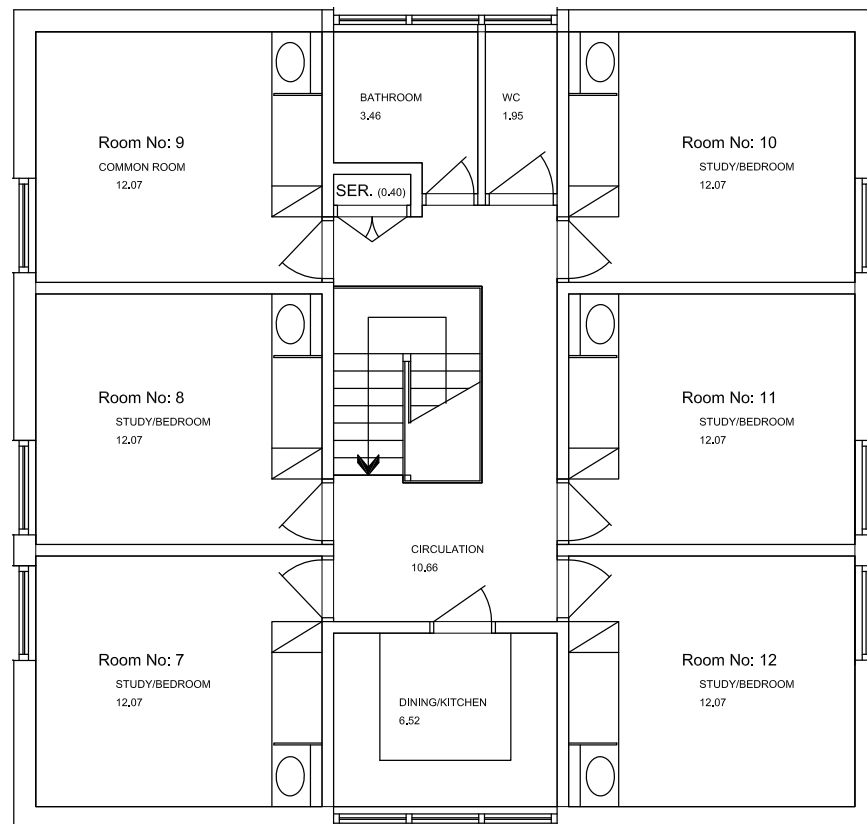 BATHROOM
3.46
WC
1.95
Room No: 9
COMMON ROOM
12.07
SER. (0.40)
Room No: 10
STUDY/BEDROOM
12.07
Room No: 8
STUDY/BEDROOM
12.07
Room No: 11
STUDY/BEDROOM
12.07
CIRCULATION
10.66
Room No: 7
STUDY/BEDROOM
12.07
DINING/KITCHEN
6.52
Room No: 12
STUDY/BEDROOM
12.07